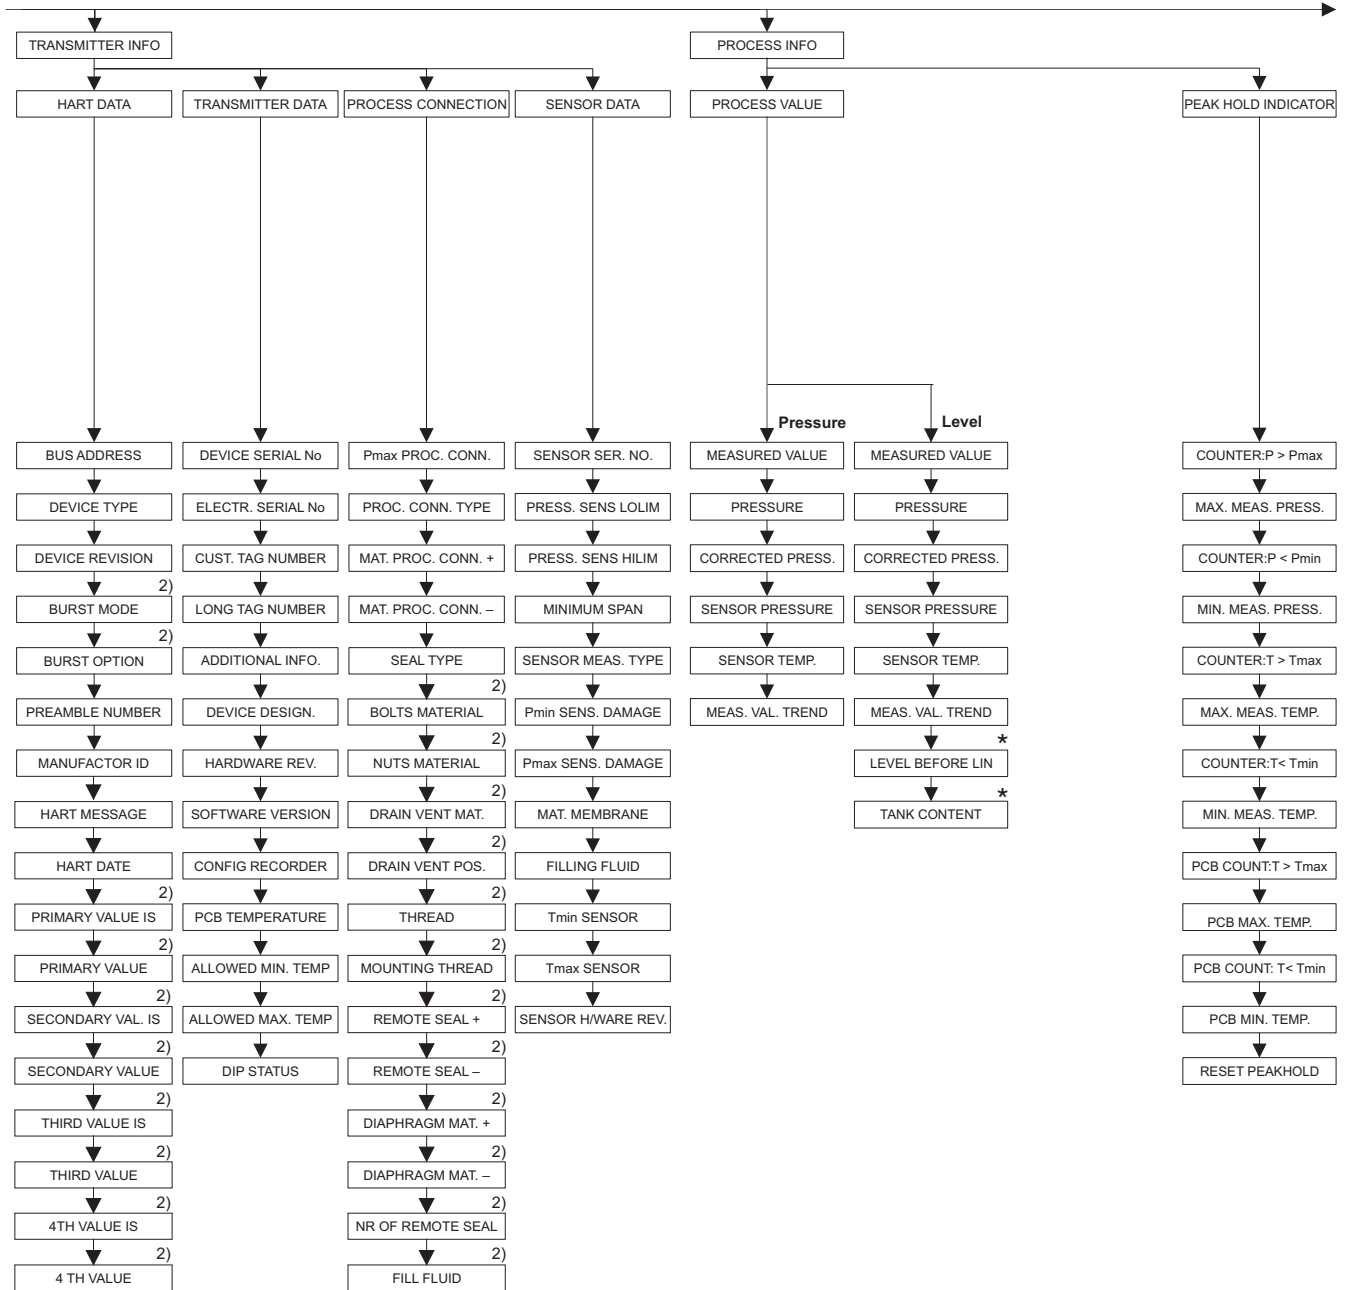 TRANSMITTER INFO
PROCESS INFO
HART DATA
TRANSMITTER DATA
PROCESS CONNECTION
SENSOR DATA
PROCESS VALUE
PEAK HOLD INDICATOR
Pressure
Level
BUS ADDRESS
DEVICE SERIAL No
Pmax PROC. CONN.
SENSOR SER. NO.
MEASURED VALUE
MEASURED VALUE
COUNTER:P > Pmax
DEVICE TYPE
ELECTR. SERIAL No
PROC. CONN. TYPE
PRESS. SENS LOLIM
PRESSURE
PRESSURE
MAX. MEAS. PRESS.
DEVICE REVISION
CUST. TAG NUMBER
MAT. PROC. CONN. +
PRESS. SENS HILIM
CORRECTED PRESS.
CORRECTED PRESS.
COUNTER:P < Pmin
2)
BURST MODE
LONG TAG NUMBER
MAT. PROC. CONN. –
MINIMUM SPAN
SENSOR PRESSURE
SENSOR PRESSURE
MIN. MEAS. PRESS.
2)
BURST OPTION
ADDITIONAL INFO.
SEAL TYPE
SENSOR MEAS. TYPE
SENSOR TEMP.
SENSOR TEMP.
COUNTER:T > Tmax
2)
PREAMBLE NUMBER
DEVICE DESIGN.
BOLTS MATERIAL
Pmin SENS. DAMAGE
MEAS. VAL. TREND
MEAS. VAL. TREND
MAX. MEAS. TEMP.
2)
*
MANUFACTOR ID
HARDWARE REV.
NUTS MATERIAL
Pmax SENS. DAMAGE
LEVEL BEFORE LIN
COUNTER:T< Tmin
2)
*
HART MESSAGE
SOFTWARE VERSION
DRAIN VENT MAT.
MAT. MEMBRANE
TANK CONTENT
MIN. MEAS. TEMP.
2)
HART DATE
CONFIG RECORDER
DRAIN VENT POS.
FILLING FLUID
PCB COUNT:T > Tmax
2)
2)
PRIMARY VALUE IS
PCB TEMPERATURE
THREAD
Tmin SENSOR
PCB MAX. TEMP.
2)
2)
PRIMARY VALUE
ALLOWED MIN. TEMP
MOUNTING THREAD
Tmax SENSOR
PCB COUNT: T< Tmin
2)
2)
SECONDARY VAL. IS
ALLOWED MAX. TEMP
REMOTE SEAL +
SENSOR H/WARE REV.
PCB MIN. TEMP.
2)
2)
SECONDARY VALUE
DIP STATUS
REMOTE SEAL –
RESET PEAKHOLD
2)
2)
THIRD VALUE IS
DIAPHRAGM MAT. +
2)
2)
THIRD VALUE
DIAPHRAGM MAT. –
2)
2)
4TH VALUE IS
NR OF REMOTE SEAL
2)
2)
4 TH VALUE
FILL FLUID